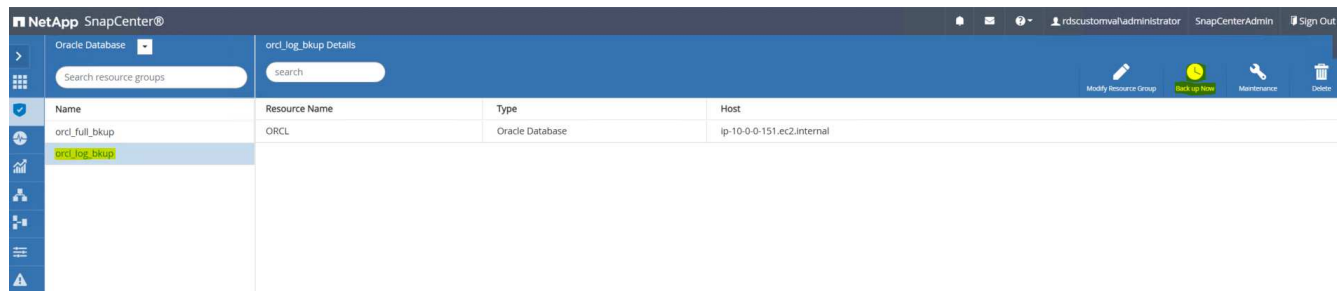 NetApp SnapCenter®
rdscustomval\administrator SnapCenterAdmin Sign Out
Oracle Database
orcl_log_bkup Details
Search resource groups
search
Modify Resource Group Back up Now Maintenance Delete
Name
Resource Name Type Host
orcl_full_bkup
ORCL Oracle Database ip-10-0-0-151.ec2.internal
orcl_log_bkup